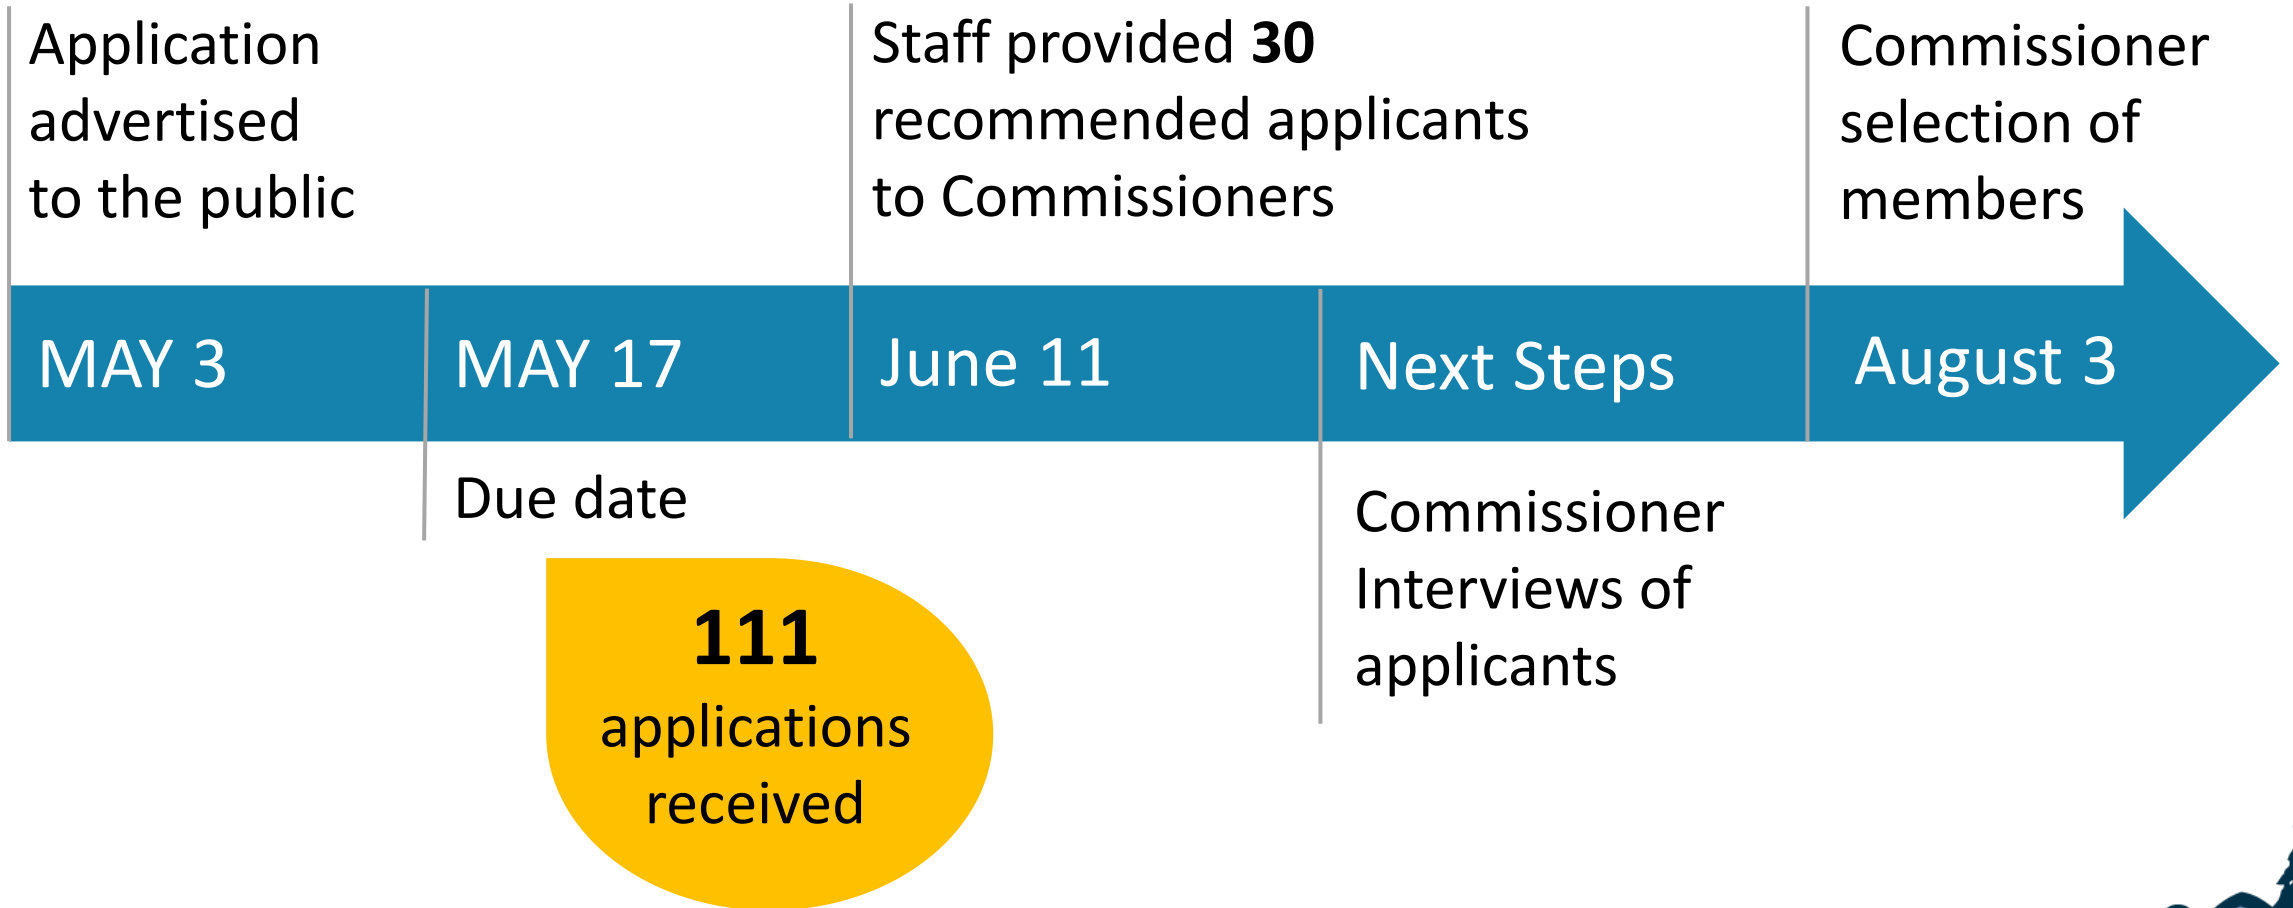 Application
advertised
to the public
Staff provided 30
recommended applicants
to Commissioners
Commissioner
selection of
members
MAY 3
MAY 17
June 11
Next Steps
August 3
Due date
111
applications
received
Commissioner
Interviews of
applicants